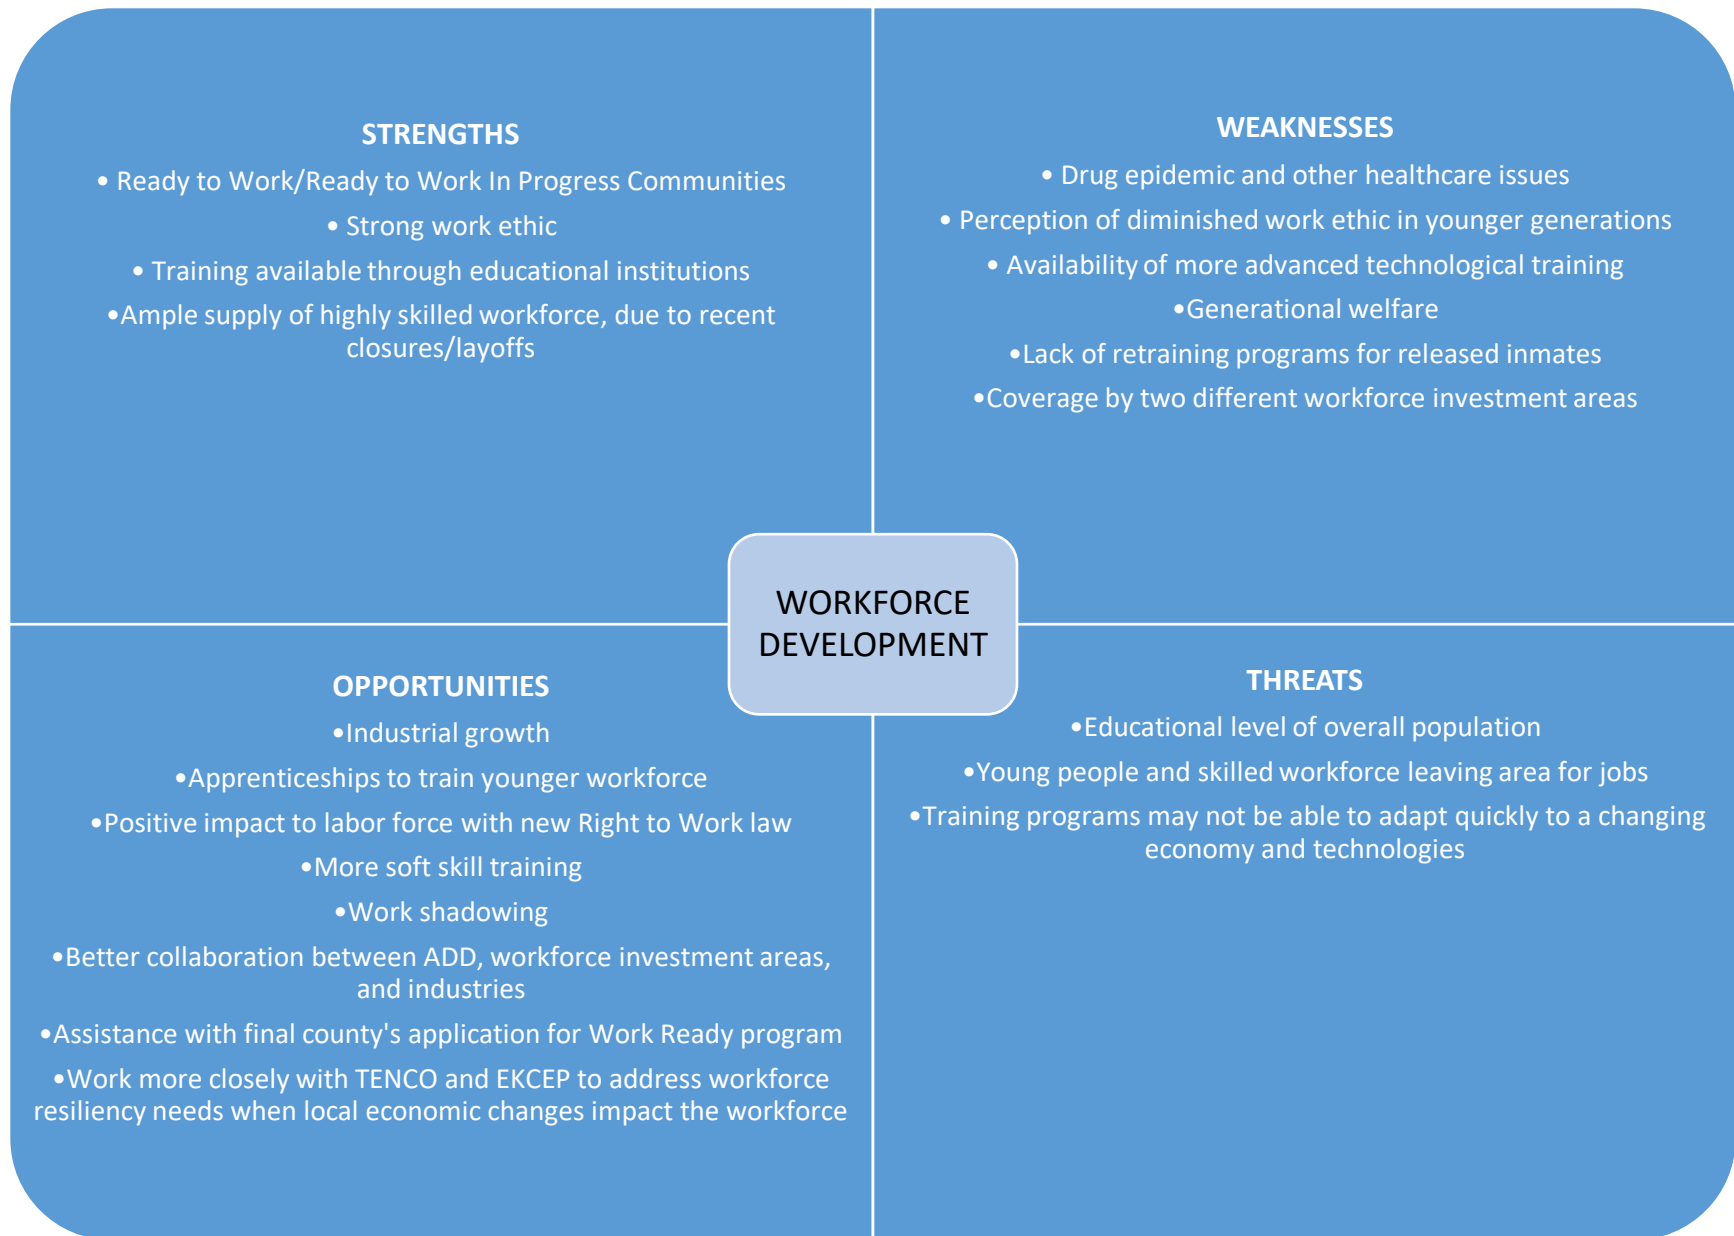 STRENGTHS
• Ready to Work/Ready to Work In Progress Communities
• Strong work ethic
• Training available through educational institutions
•Ample supply of highly skilled workforce, due to recent
closures/layoffs
WEAKNESSES
• Drug epidemic and other healthcare issues
• Perception of diminished work ethic in younger generations
• Availability of more advanced technological training
•Generational welfare
•Lack of retraining programs for released inmates
•Coverage by two different workforce investment areas
WORKFORCE
DEVELOPMENT
OPPORTUNITIES
•Industrial growth
•Apprenticeships to train younger workforce
•Positive impact to labor force with new Right to Work law
•More soft skill training
•Work shadowing
•Better collaboration between ADD, workforce investment areas,
and industries
•Assistance with final county's application for Work Ready program
•Work more closely with TENCO and EKCEP to address workforce
resiliency needs when local economic changes impact the workforce
THREATS
•Educational level of overall population
•Young people and skilled workforce leaving area for jobs
•Training programs may not be able to adapt quickly to a changing
economy and technologies